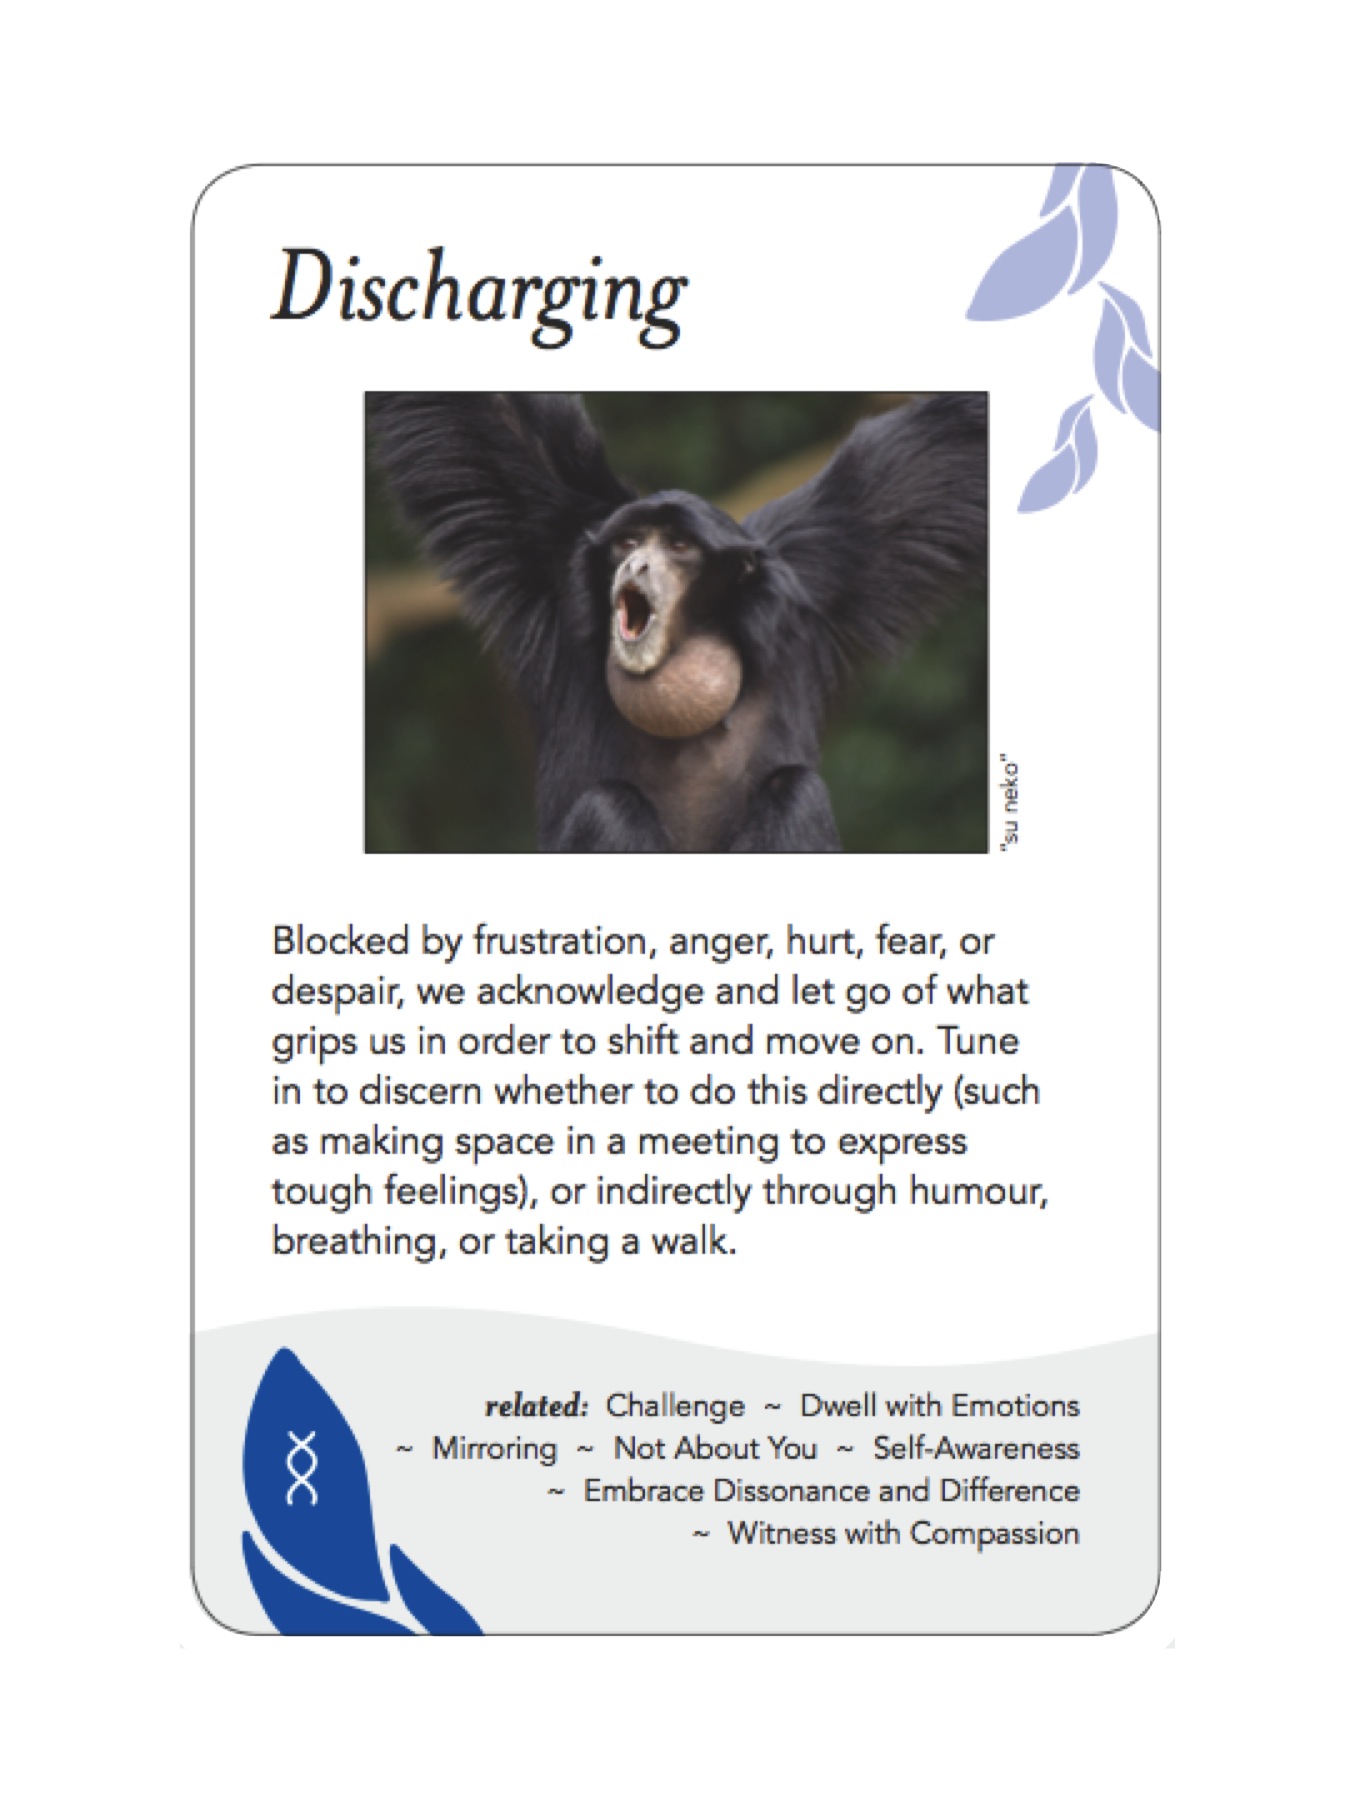 Discharging
"su neko"
Blocked by frustration, anger, hurt, fear, or
despair, we acknowledge and let go of what
grips us in order to shift and move on. Tune
in to discern whether to do this directly (such
as making space in a meeting to express
tough feelings), or indirectly through humour,
breathing, or taking a walk.
related: Challenge ~ Dwell with Emotions
~ Mirroring ~ Not About You ~ Self-Awareness
~ Embrace Dissonance and Difference
~ Witness with Compassion